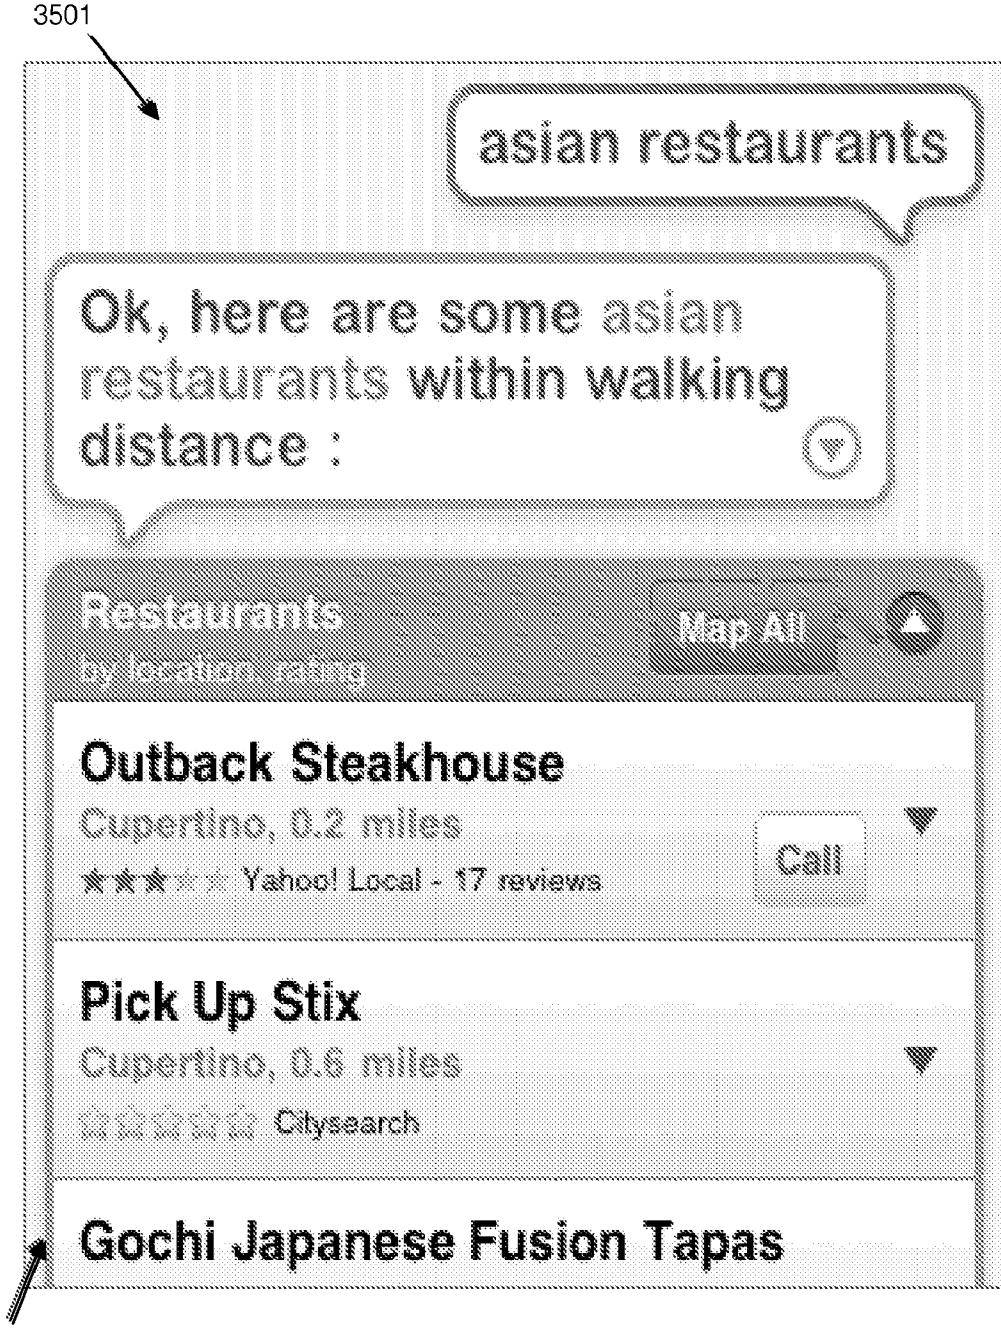 3501
asian restaurants
Ok, here are some asian
restaurants within walking
distance :
Restaurants
by location, rating
Map All
Outback Steakhouse
Cupertino, 0.2 miles
Yahoo! Local - 17 reviews
Call
Pick Up Stix
Cupertino, 0.6 miles
Citysearch
Gochi Japanese Fusion Tapas